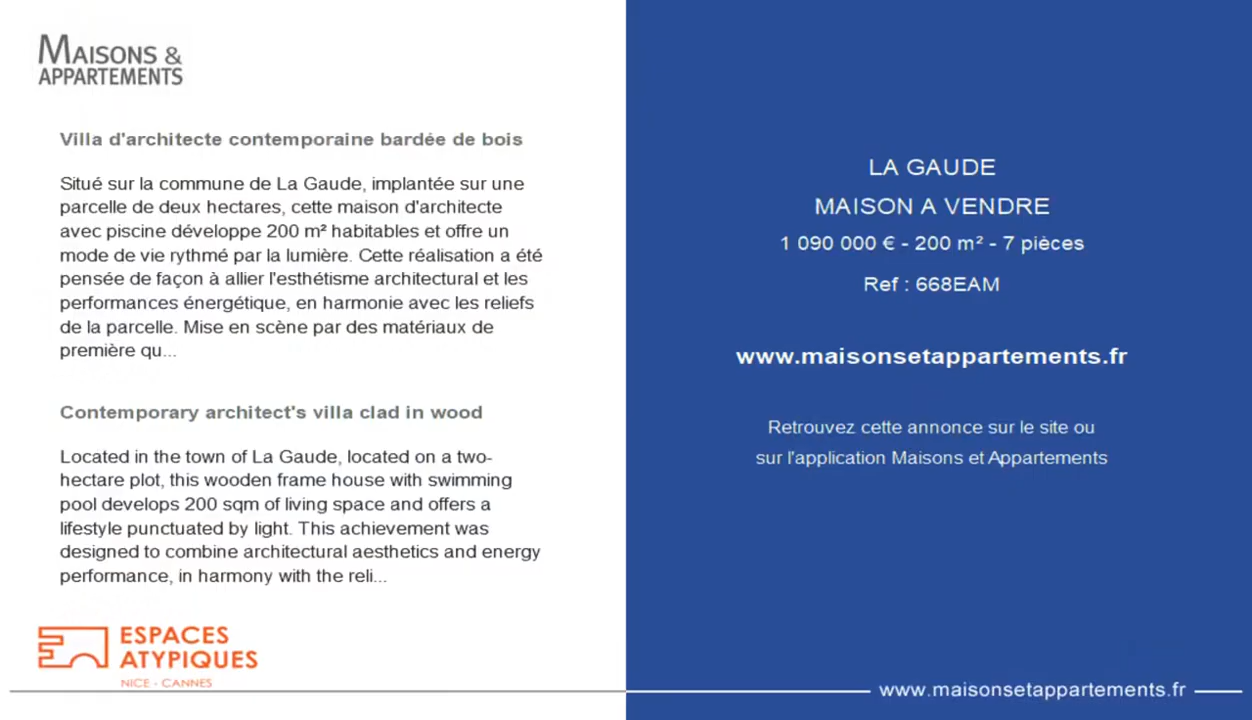 MAISONS &
APPARTEMENTS
Villa d'architecte contemporaine bardée de bois
Situé sur la commune de La Gaude, implantée sur une
parcelle de deux hectares, cette maison d'architecte
avec piscine développe 200 m² habitables et offre un
mode de vie rythmé par la lumière. Cette réalisation a été
pensée de façon à allier l'esthétisme architectural et les
performances énergétique, en harmonie avec les reliefs
de la parcelle. Mise en scène par des matériaux de
première qu...
Contemporary architect's villa clad in wood
Located in the town of La Gaude, located on a two-
hectare plot, this wooden frame house with swimming
pool develops 200 sqm of living space and offers a
lifestyle punctuated by light. This achievement was
designed to combine architectural aesthetics and energy
performance, in harmony with the reli...
ESPACES
ATYPIQUES
NICE - CANNES
LA GAUDE
MAISON A VENDRE
1 090 000 € - 200 m² - 7 pièces
Ref : 668EAM
www.maisonsetappartements.fr
Retrouvez cette annonce sur le site ou
sur l'application Maisons et Appartements
www.maisonsetappartements.fr